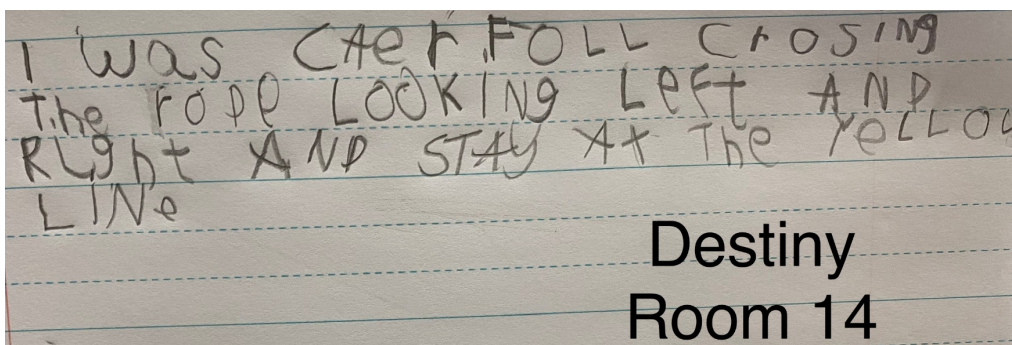 I was CAerFOLL CrOSING
The rope LOOKING Left AND
RIght AND STAY At The YeLLOW
LINe
Destiny
Room 14